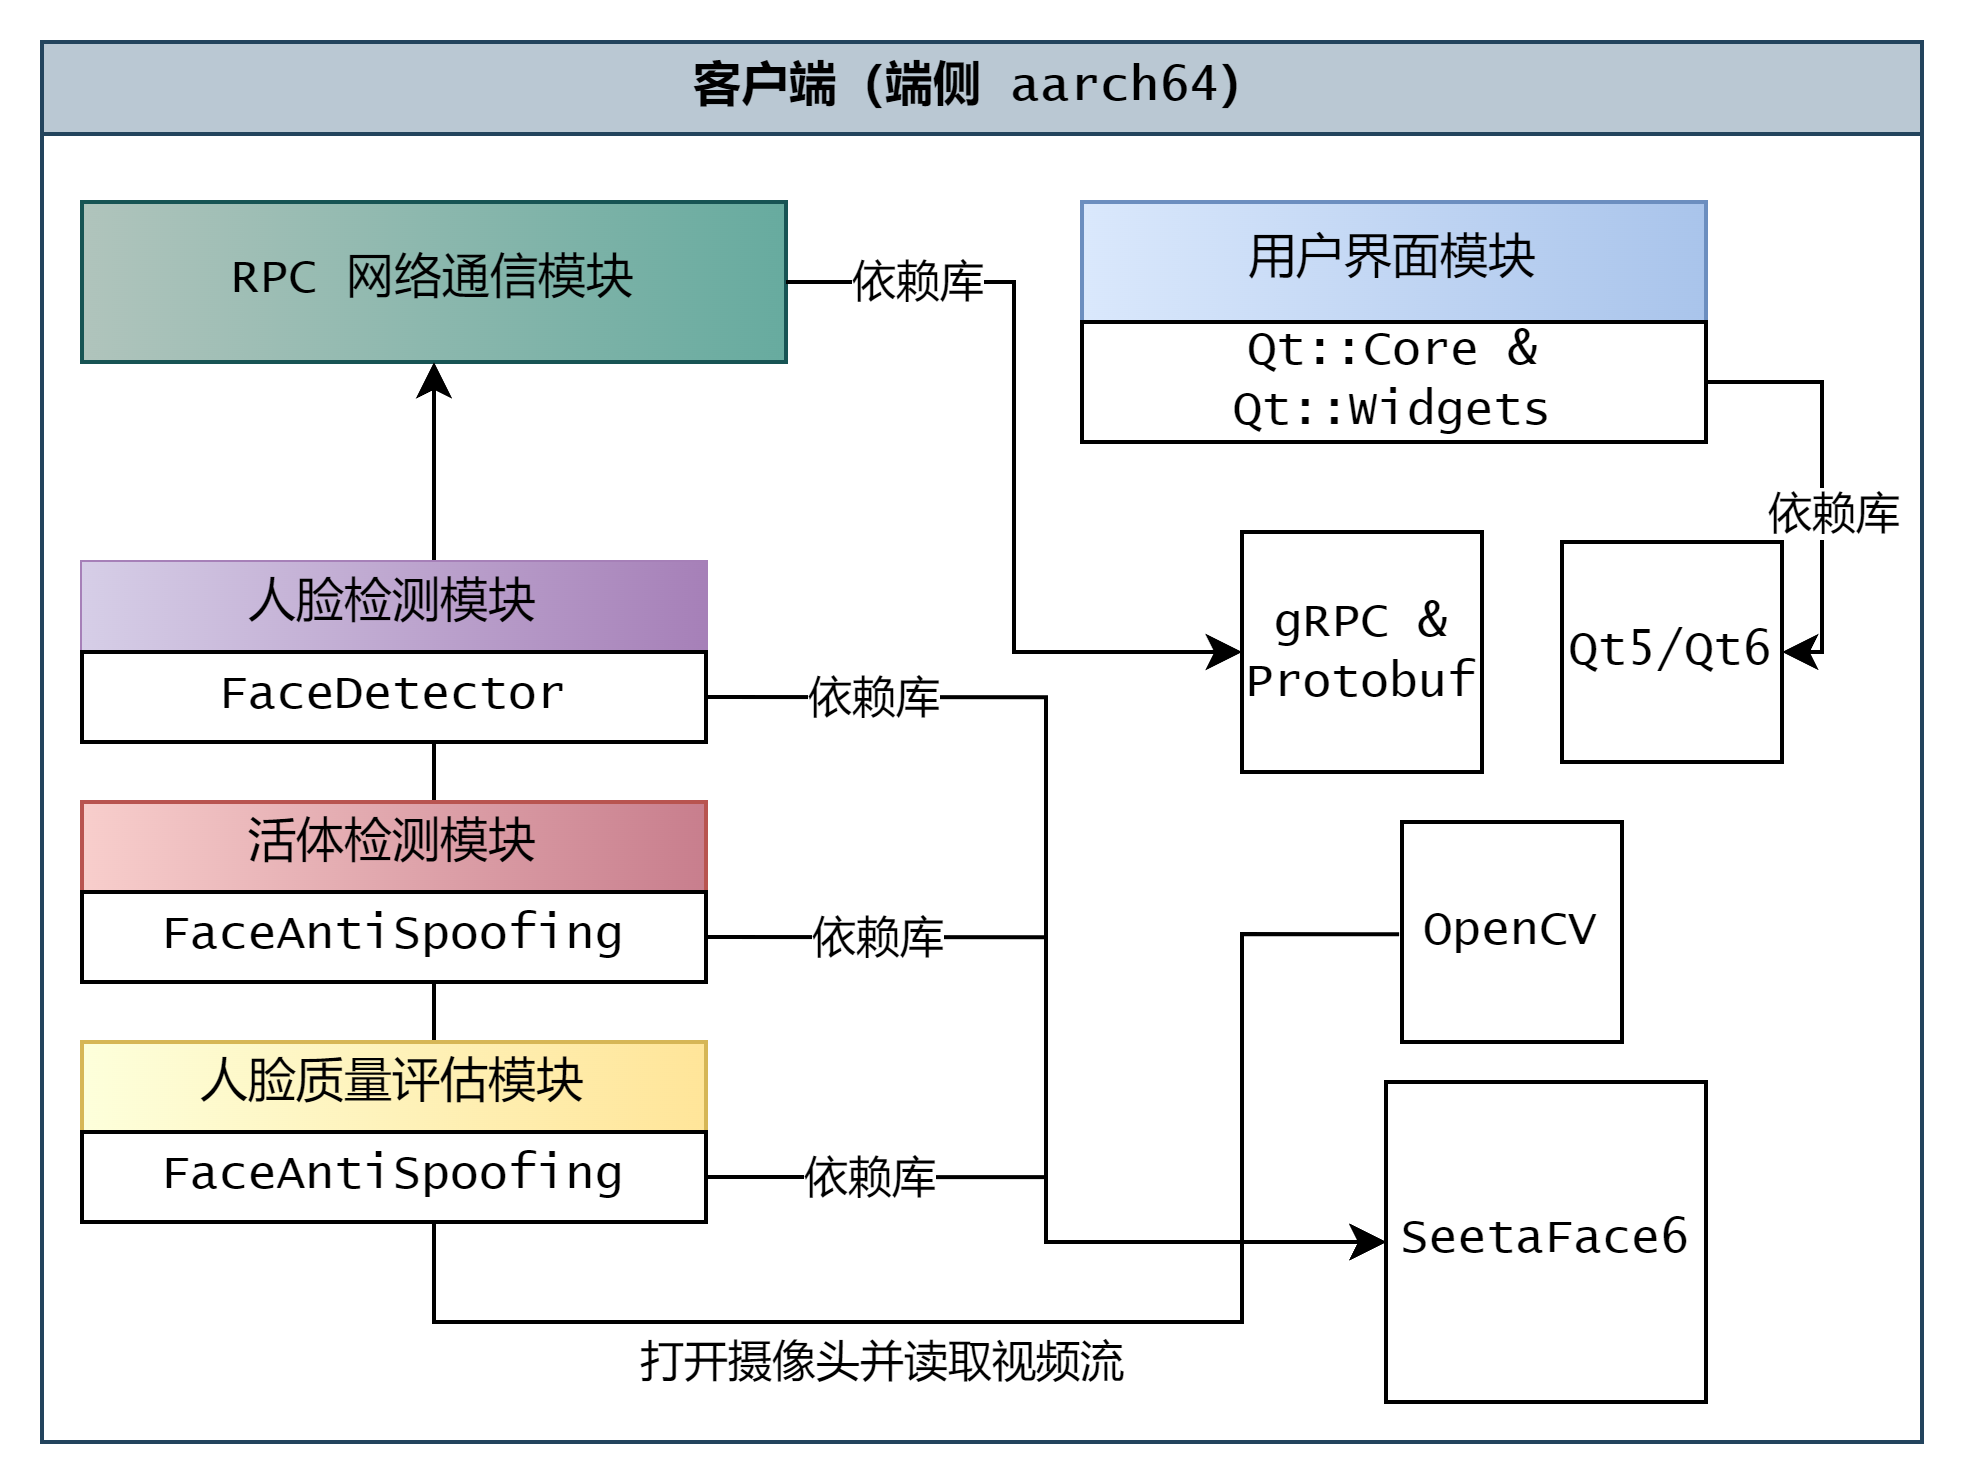 客户端（端侧 aarch64）
RPC 网络通信模块
依赖库
用户界面模块
Qt::Core &
Qt::Widgets
依赖库
gRPC &
Protobuf
Qt5/Qt6
人脸检测模块
FaceDetector
依赖库
活体检测模块
FaceAntiSpoofing
依赖库
OpenCV
人脸质量评估模块
FaceAntiSpoofing
依赖库
SeetaFace6
打开摄像头并读取视频流